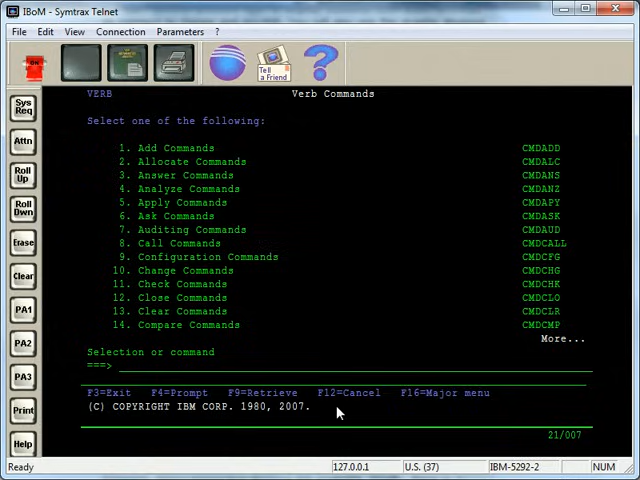 IBoM - Symtrax Telnet
File Edit View Connection Parameters ?
ON
Tell a Friend
?
Sys Req
Attn
Roll Up
Roll Dwn
Erase
Clear
PA1
PA2
PA3
Print
Help
VERB Verb Commands
Select one of the following:
1. Add Commands CMDADD
2. Allocate Commands CMDALC
3. Answer Commands CMDANS
4. Analyze Commands CMDANZ
5. Apply Commands CMDAPY
6. Ask Commands CMDASK
7. Auditing Commands CMDAUD
8. Call Commands CMDCALL
9. Configuration Commands CMDCFG
10. Change Commands CMDCHG
11. Check Commands CMDCHK
12. Close Commands CMDCLO
13. Clear Commands CMDCLR
14. Compare Commands CMDCMP
More...
Selection or command
===>
F3=Exit F4=Prompt F9=Retrieve F12=Cancel F16=Major menu
(C) COPYRIGHT IBM CORP. 1980, 2007.
21/007
Ready 127.0.0.1 U.S. (37) IBM-5292-2 NUM